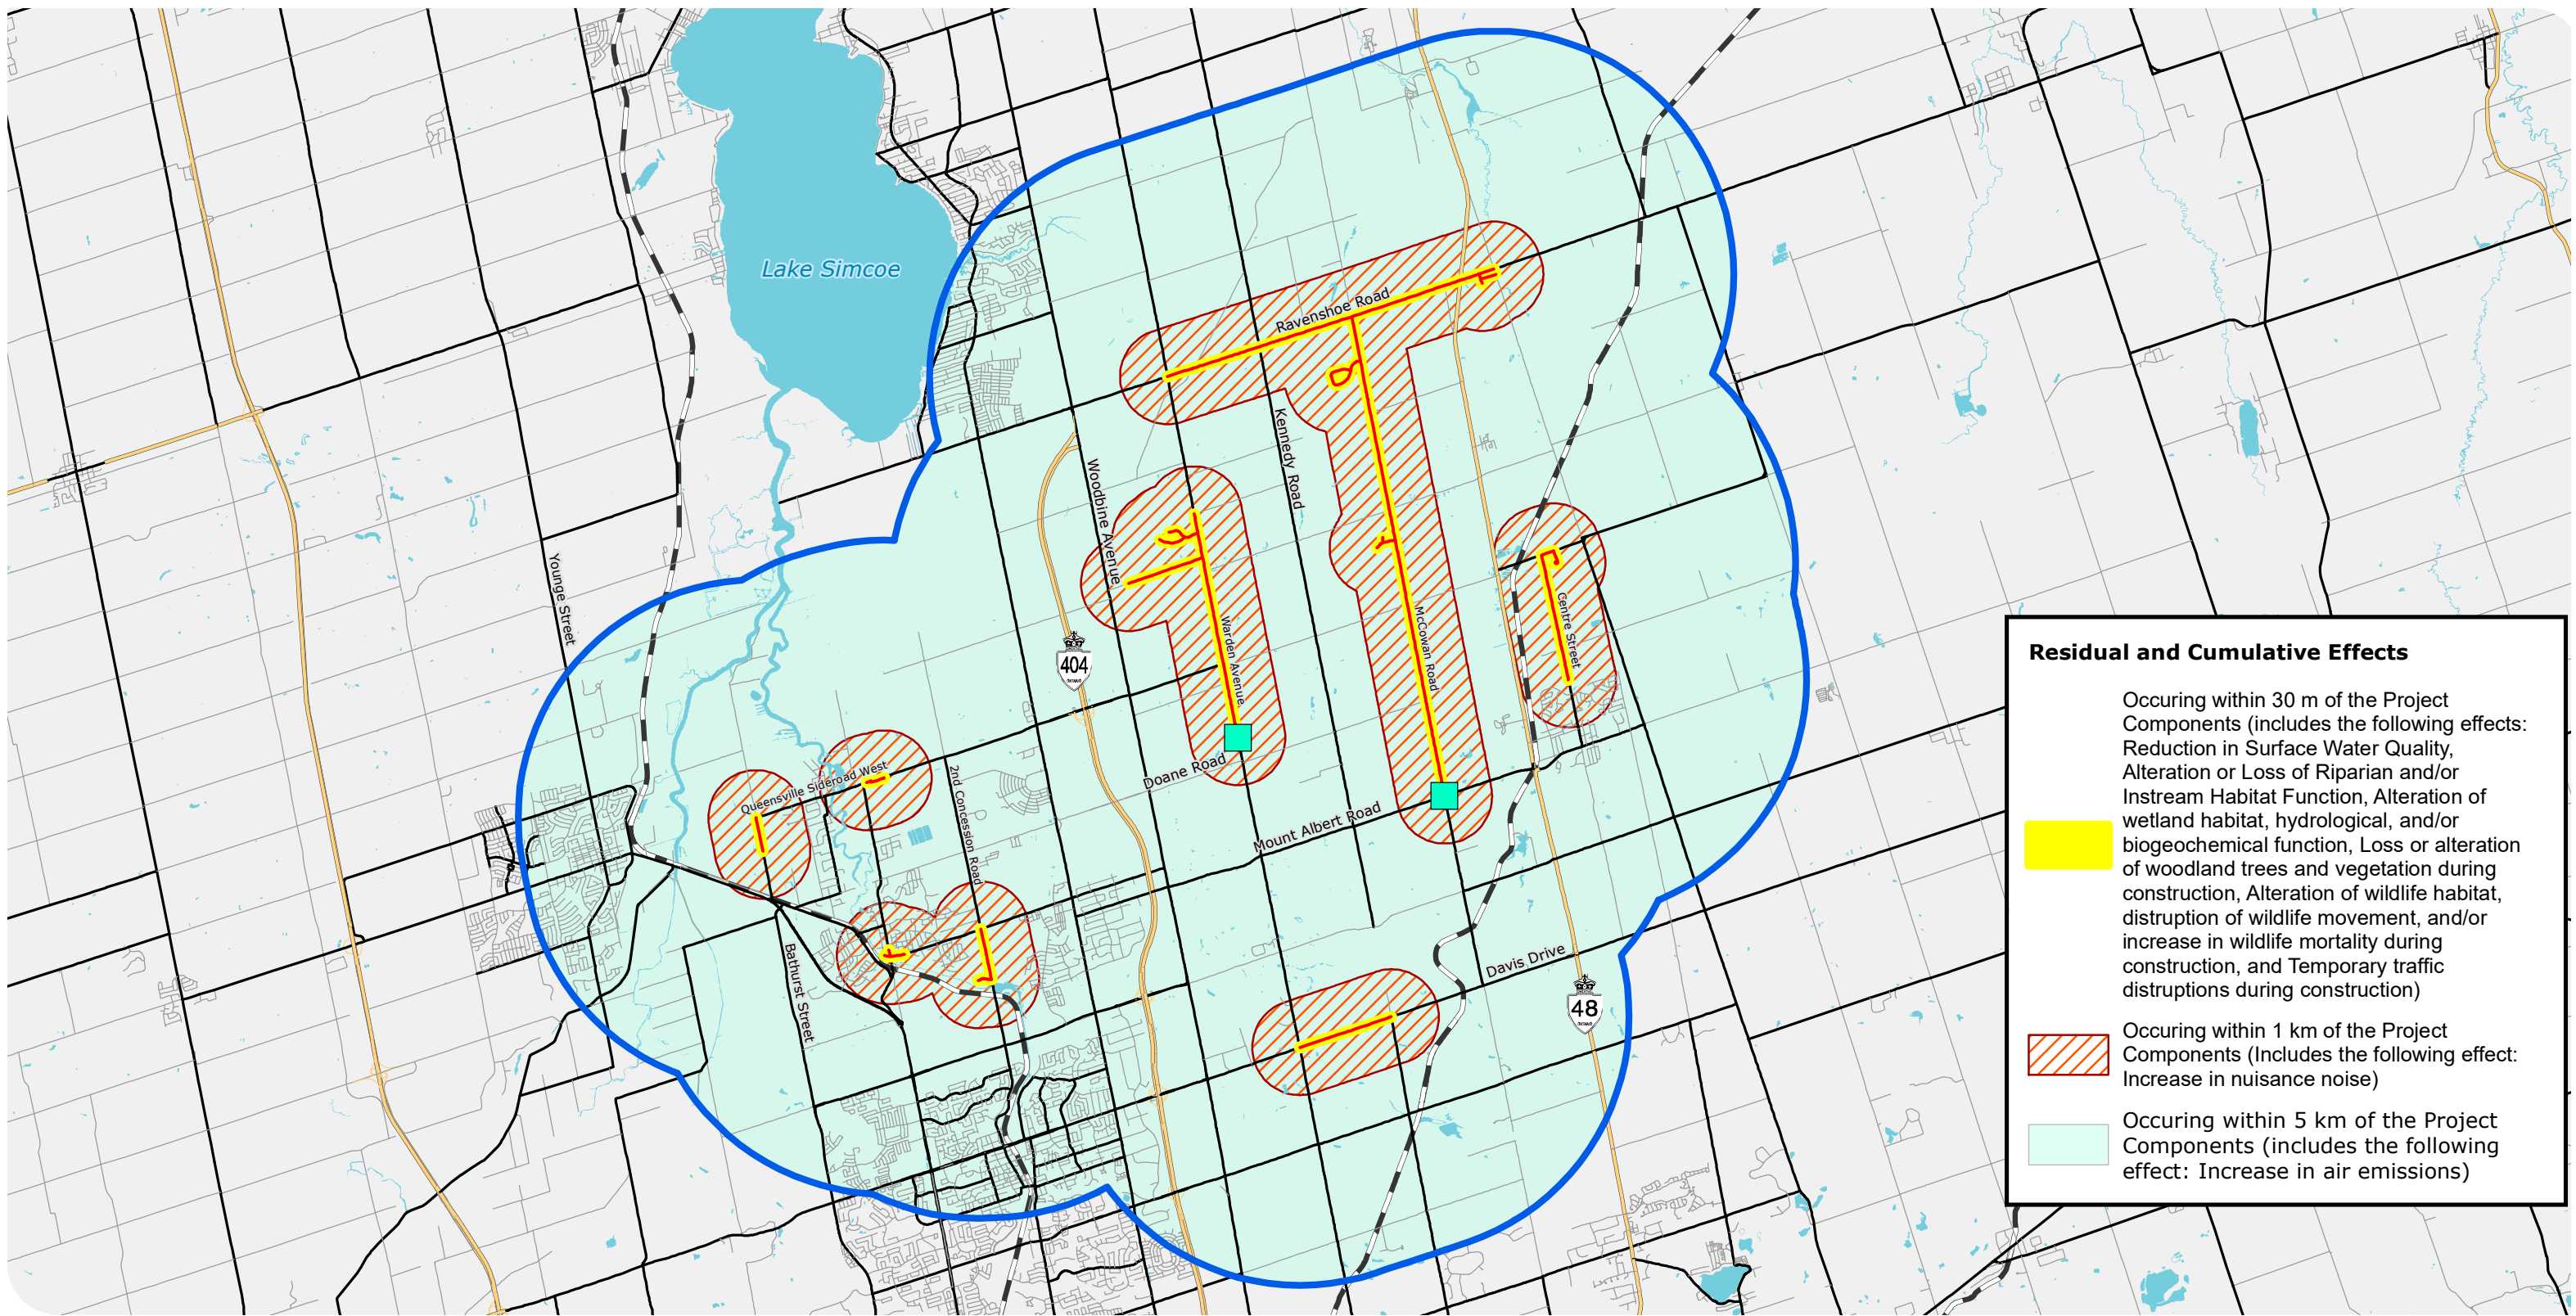 Lake Simcoe
Ravenshoe Road
Kennedy Road
Woodbine Avenue
Younge Street
Centre Street
McCowan Road
Warden Avenue
404
ONTARIO
Doane Road
Queensville Sideroad West
2nd Concession Road
Mount Albert Road
Bathurst Street
Davis Drive
48
ONTARIO
Residual and Cumulative Effects
Occuring within 30 m of the Project
Components (includes the following effects:
Reduction in Surface Water Quality,
Alteration or Loss of Riparian and/or
Instream Habitat Function, Alteration of
wetland habitat, hydrological, and/or
biogeochemical function, Loss or alteration
of woodland trees and vegetation during
construction, Alteration of wildlife habitat,
distruption of wildlife movement, and/or
increase in wildlife mortality during
construction, and Temporary traffic
distruptions during construction)
Occuring within 1 km of the Project
Components (Includes the following effect:
Increase in nuisance noise)
Occuring within 5 km of the Project
Components (includes the following
effect: Increase in air emissions)